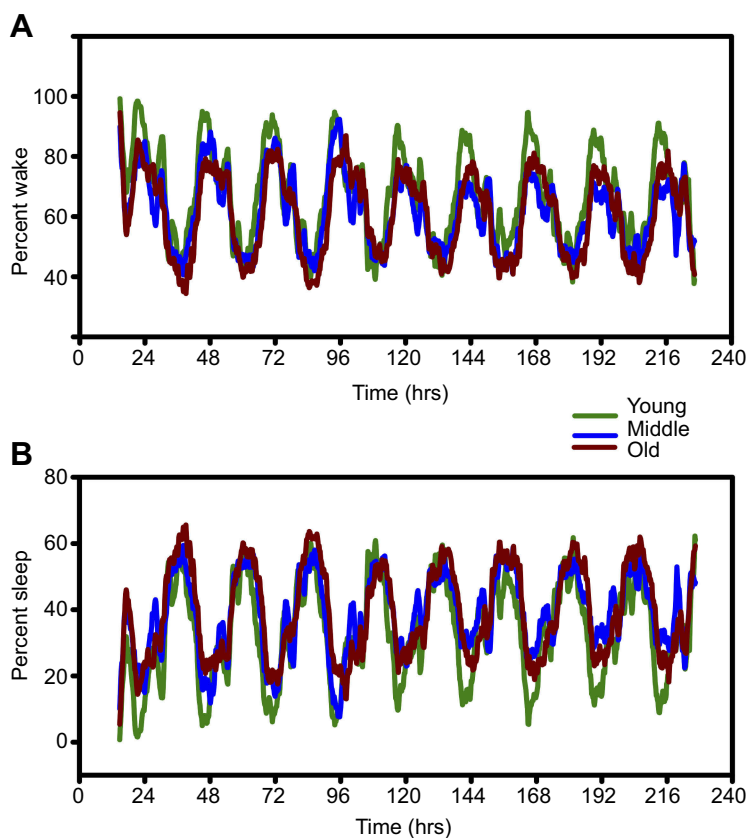 A
Percent wake
100
80
60
40
0 24 48 72 96 120 144 168 192 216 240
Time (hrs)
Young
Middle
Old
B
Percent sleep
80
60
40
20
0
0 24 48 72 96 120 144 168 192 216 240
Time (hrs)